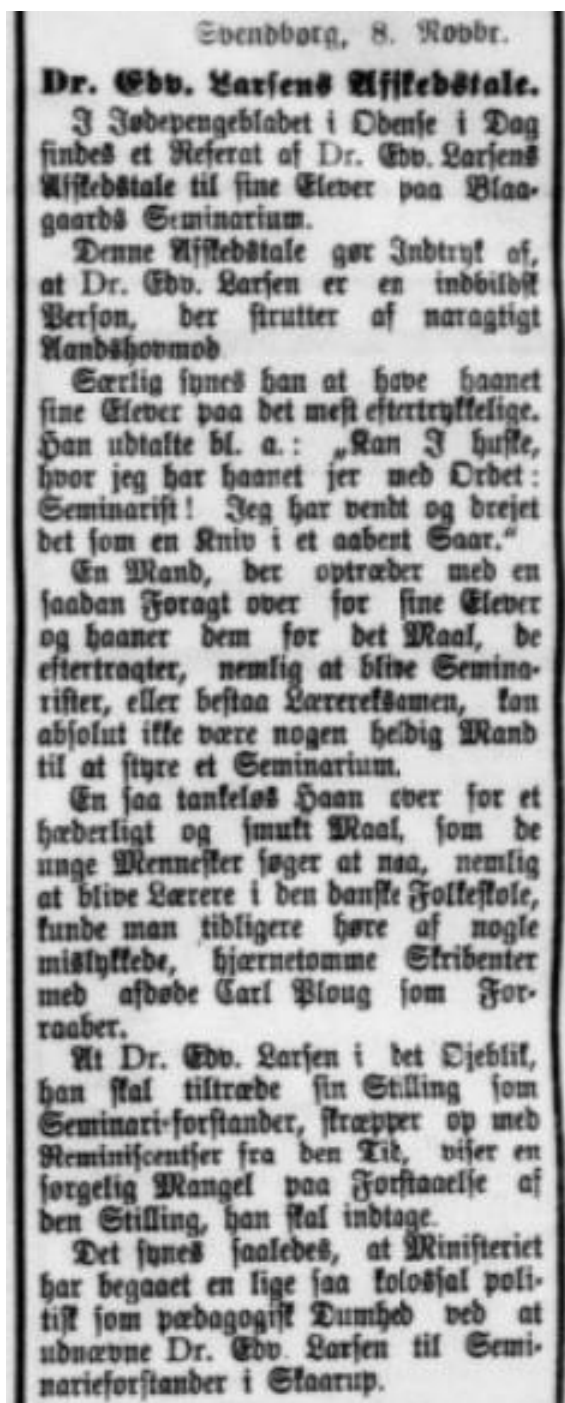 Svendborg, 8. Novbr.
Dr. Edv. Larsens Afskedstale.
I Jødepengebladet i Odense i Dag
findes et Referat af Dr. Edv. Larsens
Afskedstale til sine Elever paa Blaa-
gaards Seminarium.
Denne Afskedstale gør Indtryk af,
at Dr. Edv. Larsen er en indbildsk
Person, der strutter af naragtigt
Aandshovmod
Særlig synes han at have haanet
sine Elever paa det mest eftertrykkelige.
Han udtalte bl. a.: „Kan I huske,
hvor jeg har haanet jer med Ordet:
Seminarist! Jeg har vendt og drejet
det som en Kniv i et aabent Saar.“
En Mand, der optræder med en
saadan Foragt over for sine Elever
og haaner dem for det Maal, de
eftertragter, nemlig at blive Semina-
rister, eller bestaa Lærereksamen, kan
absolut ikke være nogen heldig Mand
til at styre et Seminarium.
En saa tankeløs Haan over for et
hæderligt og smukt Maal, som de
unge Mennesker søger at naa, nemlig
at blive Lærere i den danske Folkeskole,
kunde man tidligere høre af nogle
mislykkede, hjærnetomme Skribenter
med afdøde Carl Ploug som For-
raaber.
At Dr. Edv. Larsen i det Øjeblik,
han skal tiltræde sin Stilling som
Seminari-forstander, skræpper op med
Reminiscentser fra den Tid, viser en
sørgelig Mangel paa Forstaaelse af
den Stilling, han skal indtage.
Det synes saaledes, at Ministeriet
har begaaet en lige saa kolossal poli-
tisk som pædagogisk Dumhed ved at
udnævne Dr. Edv. Larsen til Semi-
narieforstander i Skaarup.